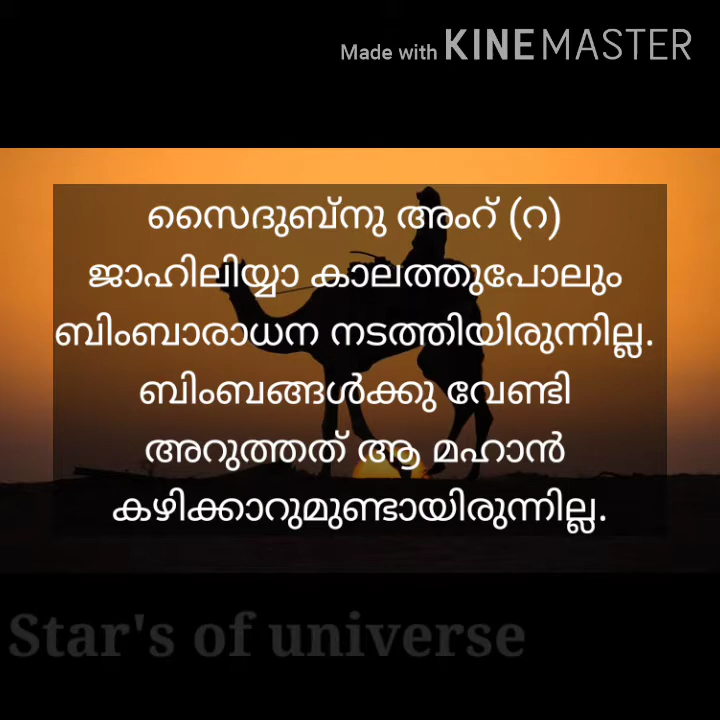 Made with KINEMASTER
സൈദുബ്നു അംറ് (റ)
ജാഹിലിയ്യാ കാലത്തുപോലും
ബിംബാരാധന നടത്തിയിരുന്നില്ല.
ബിംബങ്ങൾക്കു വേണ്ടി
അറുത്തത് ആ മഹാൻ
കഴിക്കാറുമുണ്ടായിരുന്നില്ല.
Star's of universe